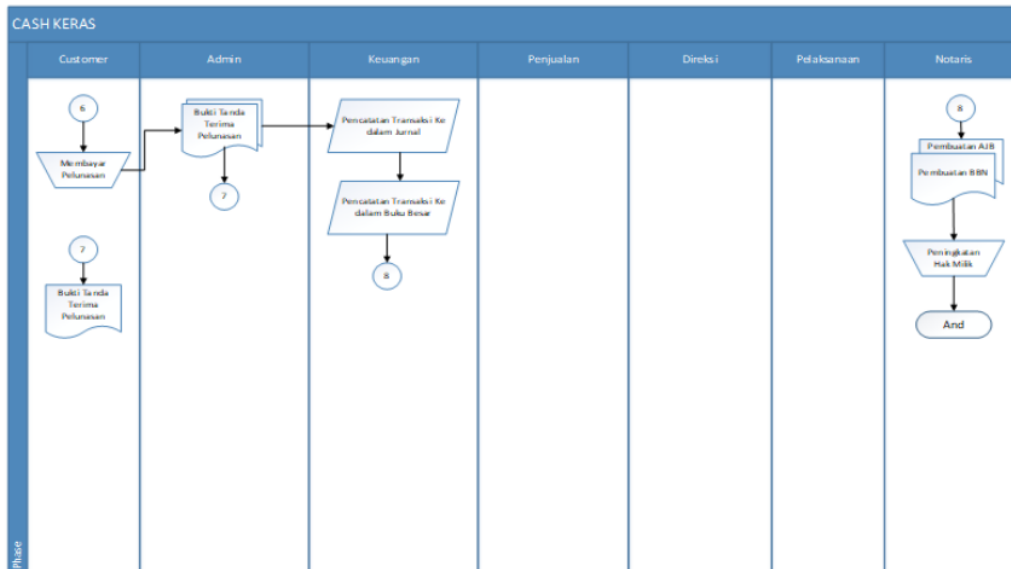 CASH KERAS
Customer
Admin
Keuangan
Penjualan
Direksi
Pelaksanaan
Notaris
6
Membayar
Pelunasan
7
Bukti Tanda
Terima
Pelunasan
Bukti Tanda
Terima
Pelunasan
7
Pencatatan Transaksi Ke
dalam Jurnal
Pencatatan Transaksi Ke
dalam Buku Besar
8
8
Pembuatan AJB
Pembuatan BBN
Peningkatan
Hak Milik
And
Phase